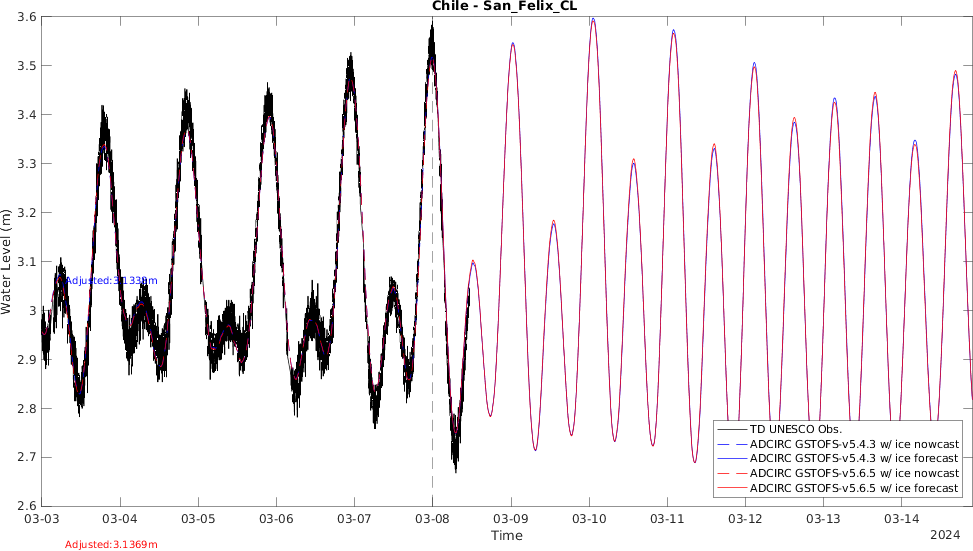 Chile - San_Felix_CL
3.6
3.5
3.4
3.3
3.2
3.1
3
2.9
2.8
2.7
2.6
Water Level (m)
Adjusted:3.1338m
TD UNESCO Obs.
ADCIRC GSTOFS-v5.4.3 w/ ice nowcast
ADCIRC GSTOFS-v5.4.3 w/ ice forecast
ADCIRC GSTOFS-v5.6.5 w/ ice nowcast
ADCIRC GSTOFS-v5.6.5 w/ ice forecast
03-03 03-04 03-05 03-06 03-07 03-08 03-09 03-10 03-11 03-12 03-13 03-14
2024
Time
Adjusted:3.1369m